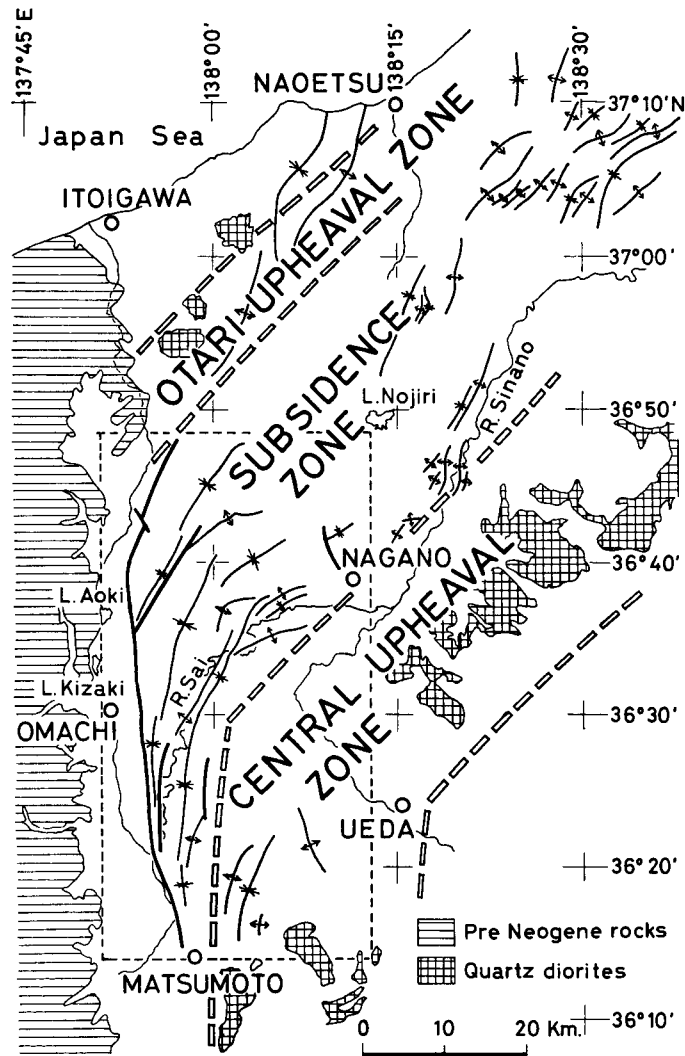 137°45'E
138°00'
138°15'
138°30'
NAOETSU
37°10'N
Japan Sea
ITOIGAWA
OTARI UPHEAVAL ZONE
37°00'
SUBSIDENCE
ZONE
L.Nojiri
R. Sinano
36°50'
NAGANO
36°40'
L. Aoki
R.Sai
L.Kizaki
OMACHI
CENTRAL UPHEAVAL
ZONE
36°30'
UEDA
36°20'
Pre Neogene rocks
Quartz diorites
MATSUMOTO
36°10'
0 10 20 Km.